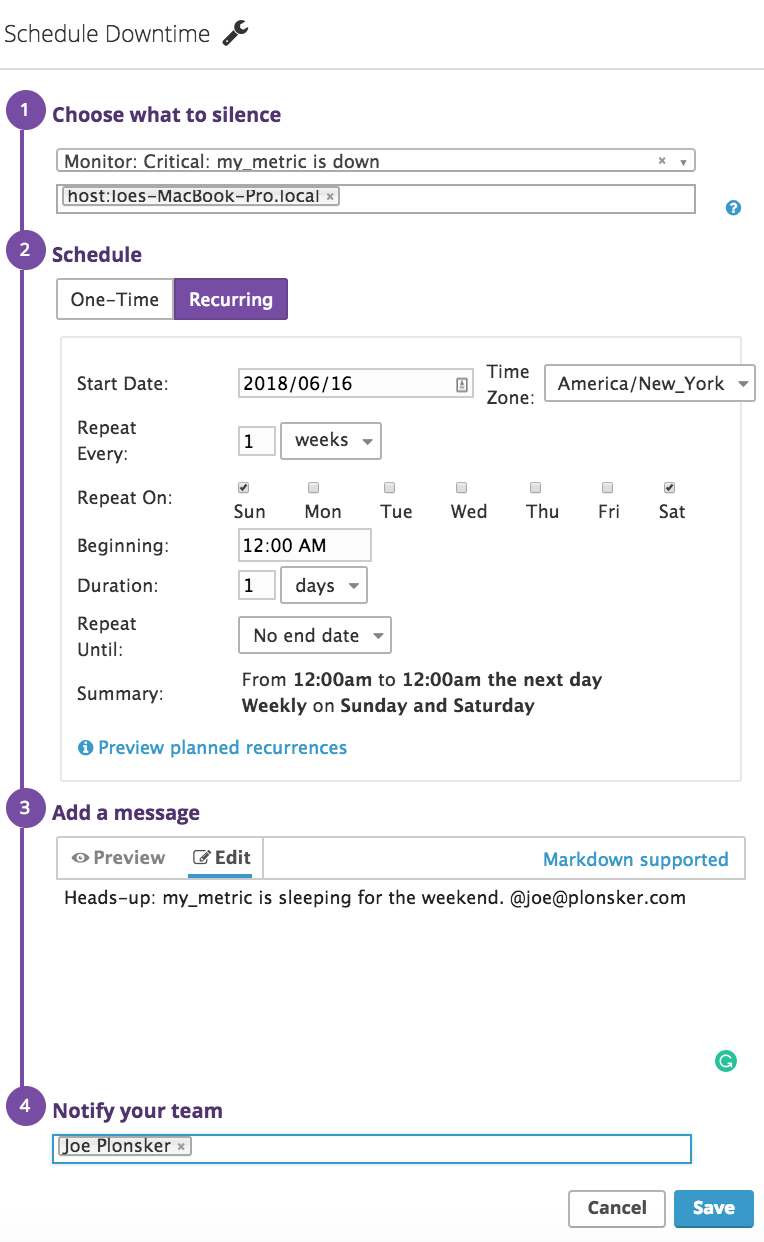 Schedule Downtime
1 Choose what to silence
Monitor: Critical: my_metric is down × ▼
host:Joes-MacBook-Pro.local ×
?
2 Schedule
One-Time Recurring
Start Date: 2018/06/16 Time Zone: America/New_York
Repeat Every: 1 weeks
Repeat On: Sun Mon Tue Wed Thu Fri Sat
Beginning: 12:00 AM
Duration: 1 days
Repeat Until: No end date
Summary: From 12:00am to 12:00am the next day
Weekly on Sunday and Saturday
Preview planned recurrences
3 Add a message
Preview Edit Markdown supported
Heads-up: my_metric is sleeping for the weekend. @joe@plonsker.com
4 Notify your team
Joe Plonsker ×
Cancel Save